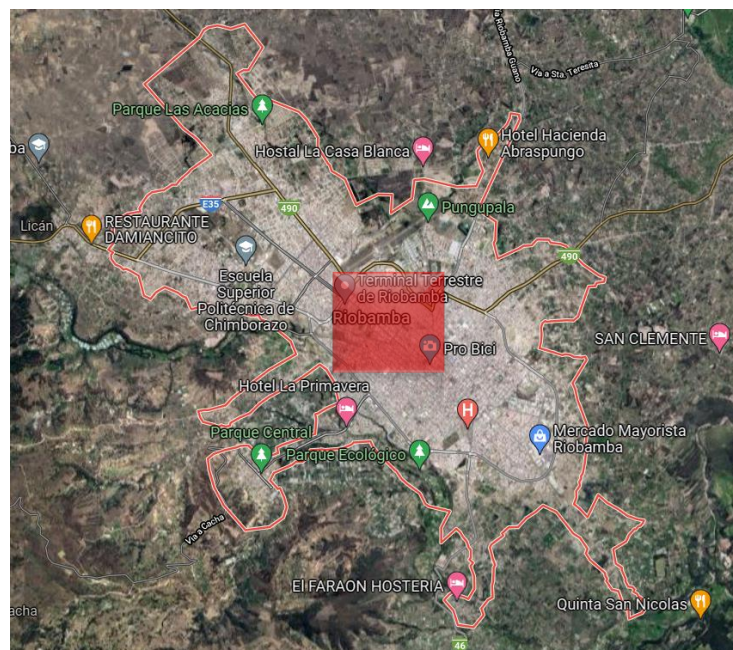 Riobamba Guano
Vía a Sta. Teresita
Parque Las Acacias
Hotel Hacienda
Abraspungo
ba
Hostal La Casa Blanca
E35
490
Pungupala
Licán
RESTAURANTE
DAMIANCITO
490
Escuela
Superior
Politécnica de
Chimborazo
Terminal Terrestre
de Riobamba
Riobamba
SAN CLEMENTE
Pro Bici
Hotel La Primavera
H
Parque Central
Parque Ecológico
Mercado Mayorista
Riobamba
Vía a Cacha
El FARAON HOSTERIA
acha
Quinta San Nicolas
46